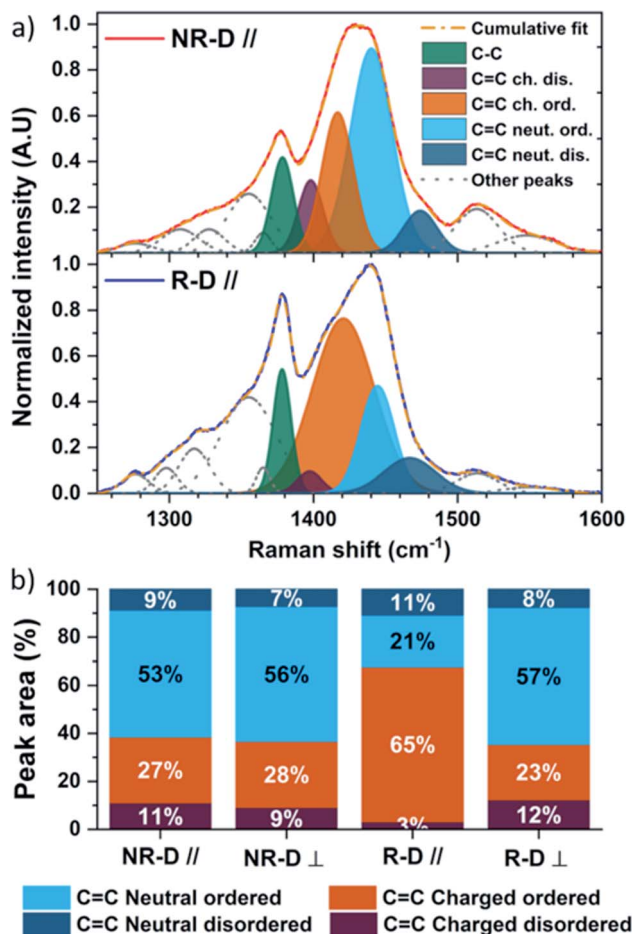 a)
NR-D //
Cumulative fit
C-C
C=C ch. dis.
C=C ch. ord.
C=C neut. ord.
C=C neut. dis.
Other peaks
1.0
0.8
0.6
0.4
0.2
R-D //
1.0
0.8
0.6
0.4
0.2
0.0
Normalized intensity (A.U)
1300 1400 1500 1600
Raman shift (cm⁻¹)
b)
Peak area (%)
100
80
60
40
20
0
9% 7% 11% 8%
53% 56% 21% 57%
27% 28% 65% 23%
11% 9% 3% 12%
NR-D // NR-D ⊥ R-D // R-D ⊥
C=C Neutral ordered C=C Charged ordered
C=C Neutral disordered C=C Charged disordered